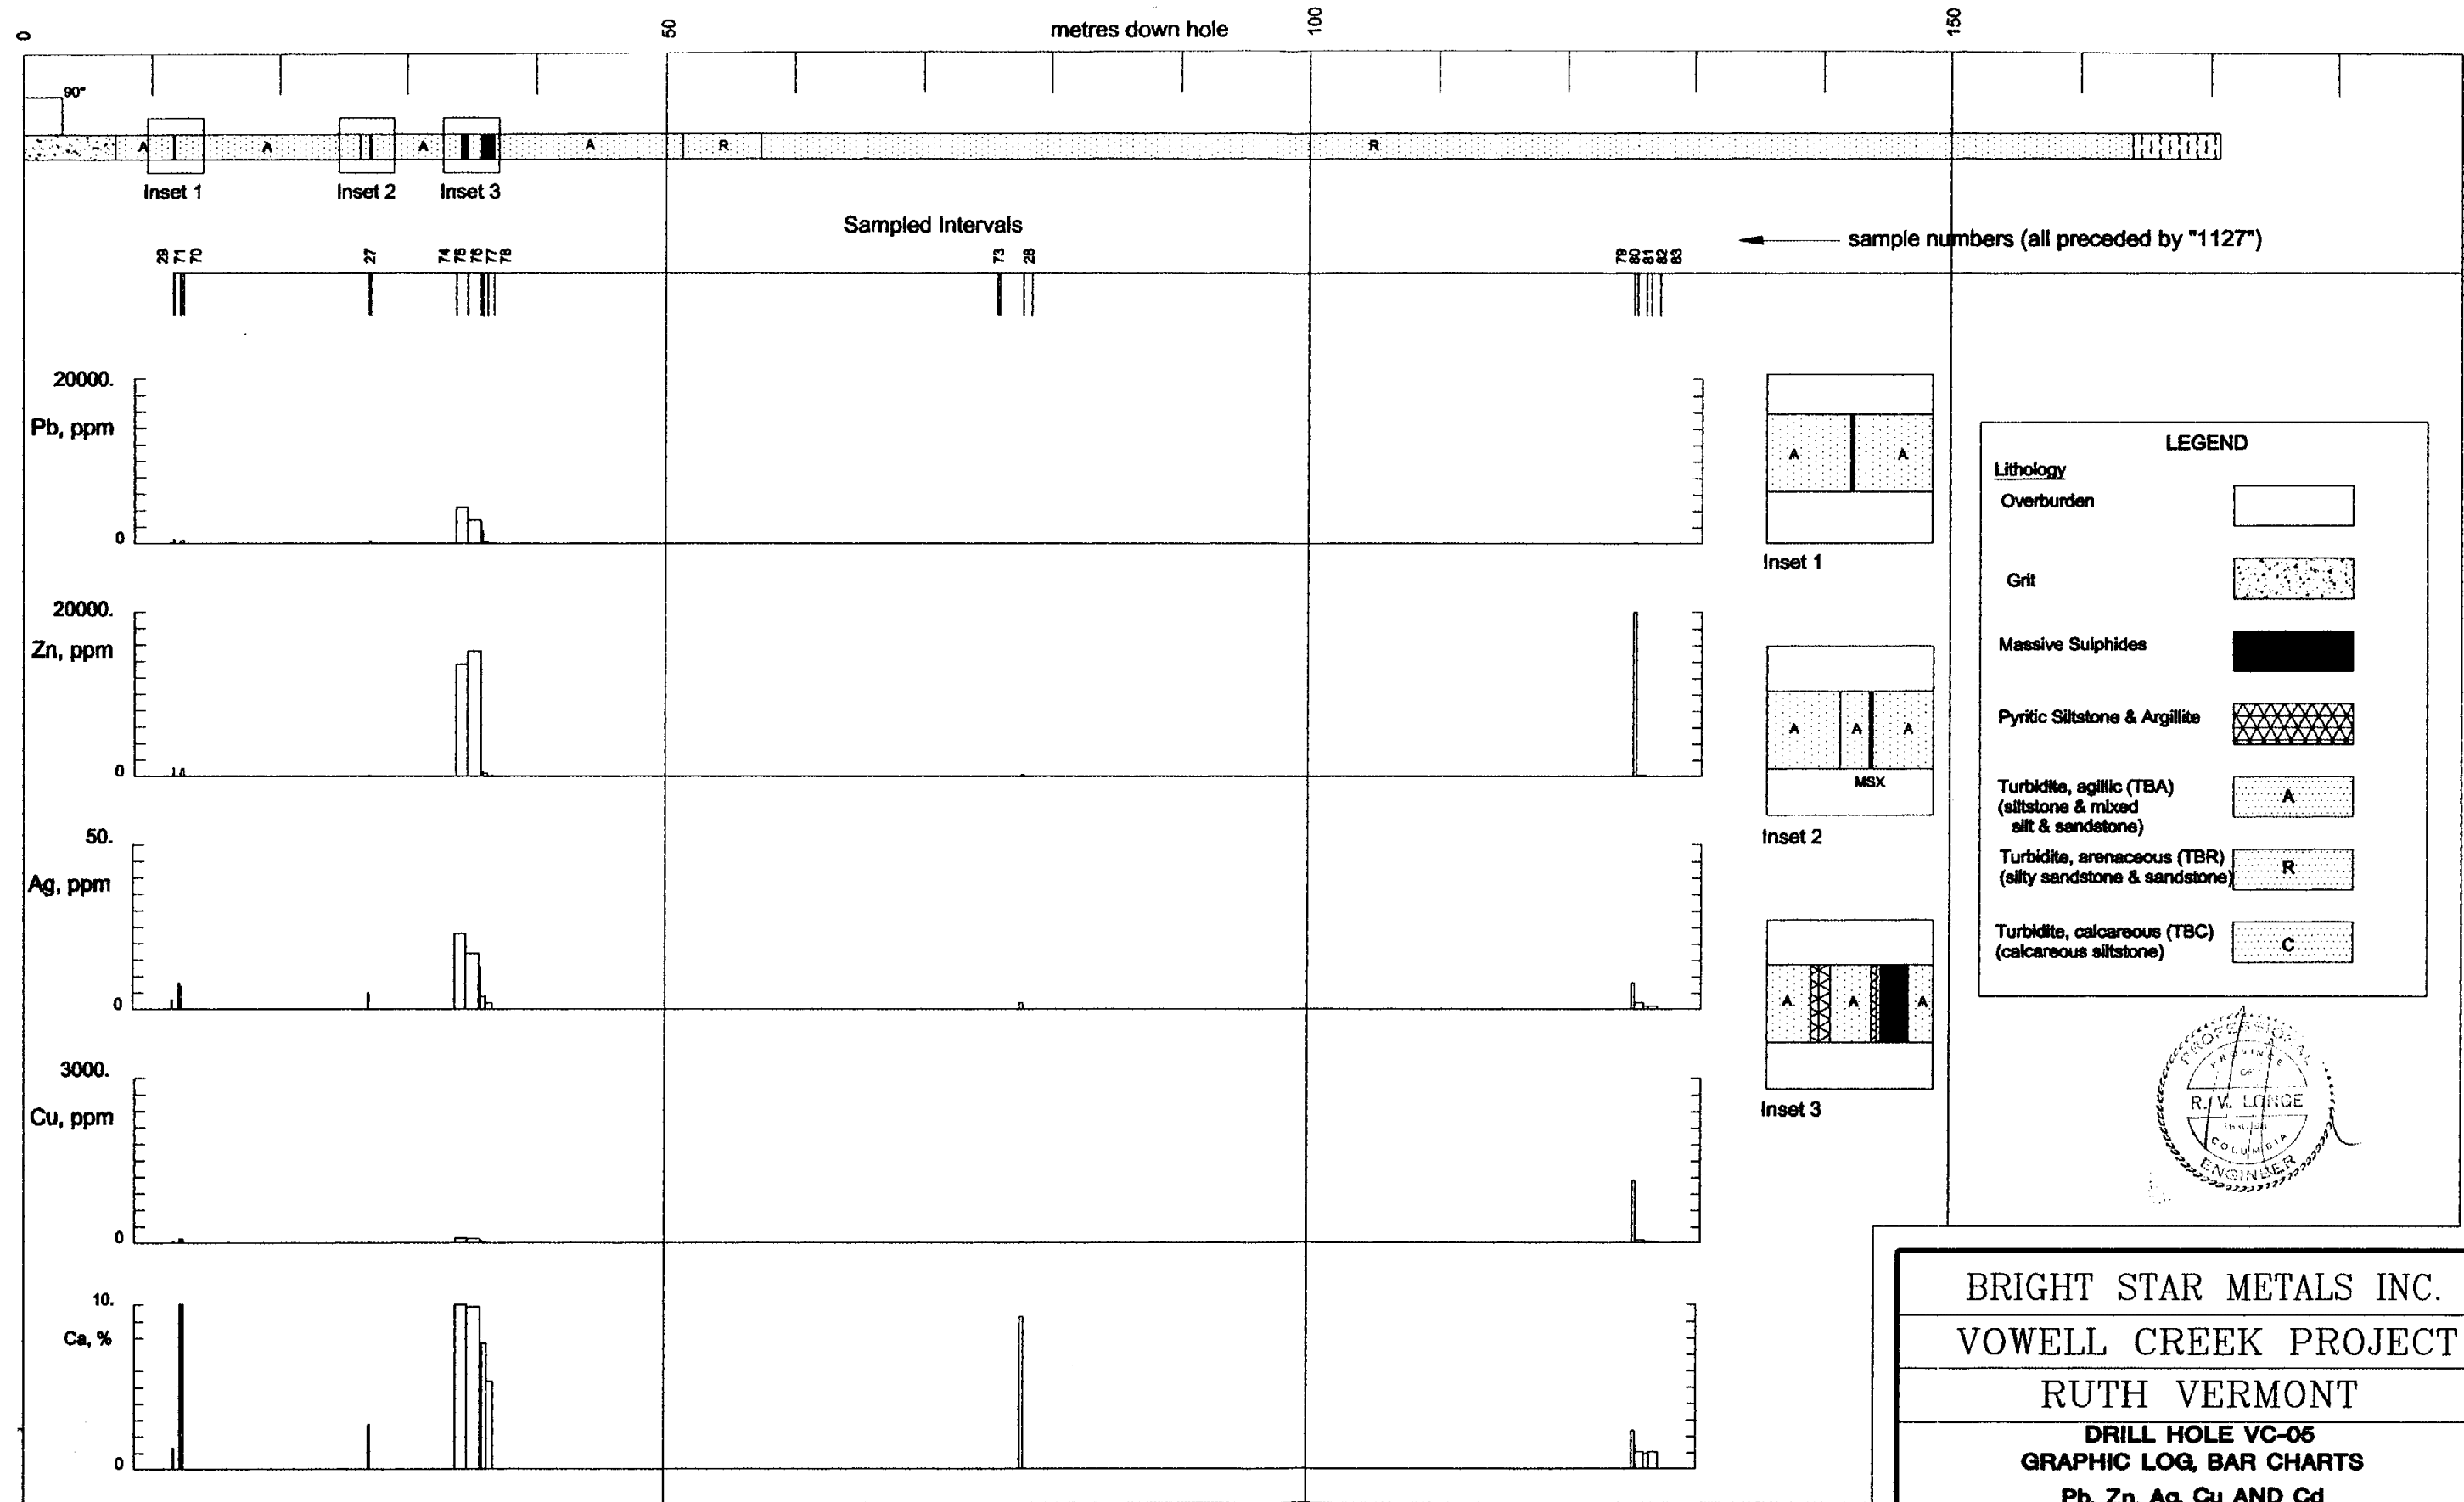 0
50
metres down hole
100
150
90°
A
A
A
A
R
R
Inset 1
Inset 2
Inset 3
Sampled Intervals
sample numbers (all preceded by "1127")
29
71
70
27
74
75
76
77
78
73
28
79
80
81
82
83
20000.
Pb, ppm
0
20000.
Zn, ppm
0
50.
Ag, ppm
0
3000.
Cu, ppm
0
10.
Ca, %
0
A
A
Inset 1
A
A
A
MSX
Inset 2
A
A
A
Inset 3
LEGEND
Lithology
Overburden
Grit
Massive Sulphides
Pyritic Siltstone & Argillite
Turbidite, agillic (TBA)
(siltstone & mixed
silt & sandstone)
A
Turbidite, arenaceous (TBR)
(silty sandstone & sandstone)
R
Turbidite, calcareous (TBC)
(calcareous siltstone)
C
PROFESSIONAL
PROVINCE
OF
R. V. LONGE
COLUMBIA
ENGINEER
BRIGHT STAR METALS INC.
VOWELL CREEK PROJECT
RUTH VERMONT
DRILL HOLE VC-05
GRAPHIC LOG, BAR CHARTS
Pb, Zn, Ag, Cu AND Cd